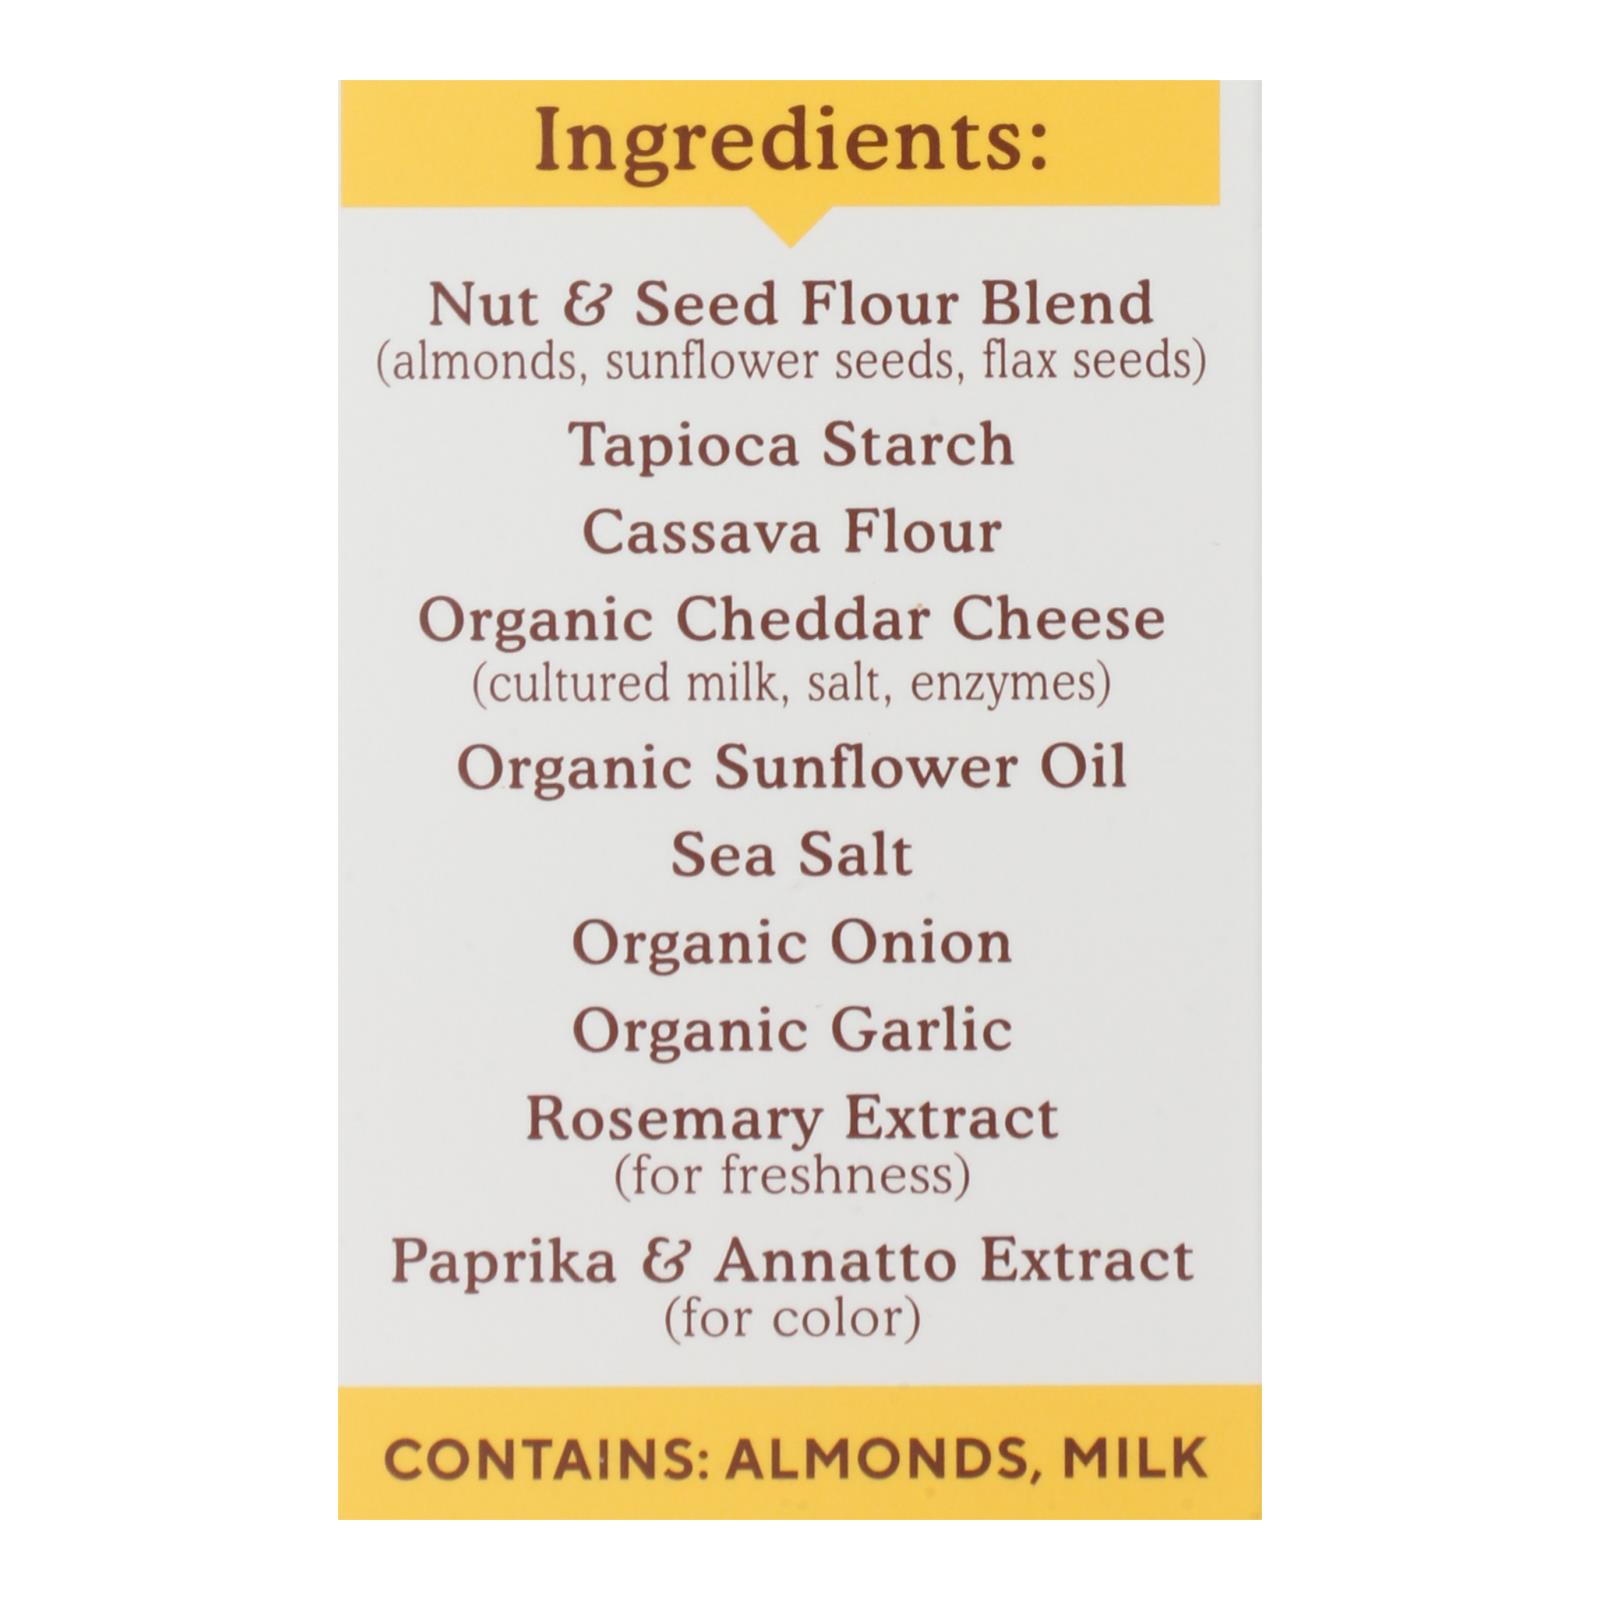 Ingredients:
Nut & Seed Flour Blend
(almonds, sunflower seeds, flax seeds)
Tapioca Starch
Cassava Flour
Organic Cheddar Cheese
(cultured milk, salt, enzymes)
Organic Sunflower Oil
Sea Salt
Organic Onion
Organic Garlic
Rosemary Extract
(for freshness)
Paprika & Annatto Extract
(for color)
CONTAINS: ALMONDS, MILK